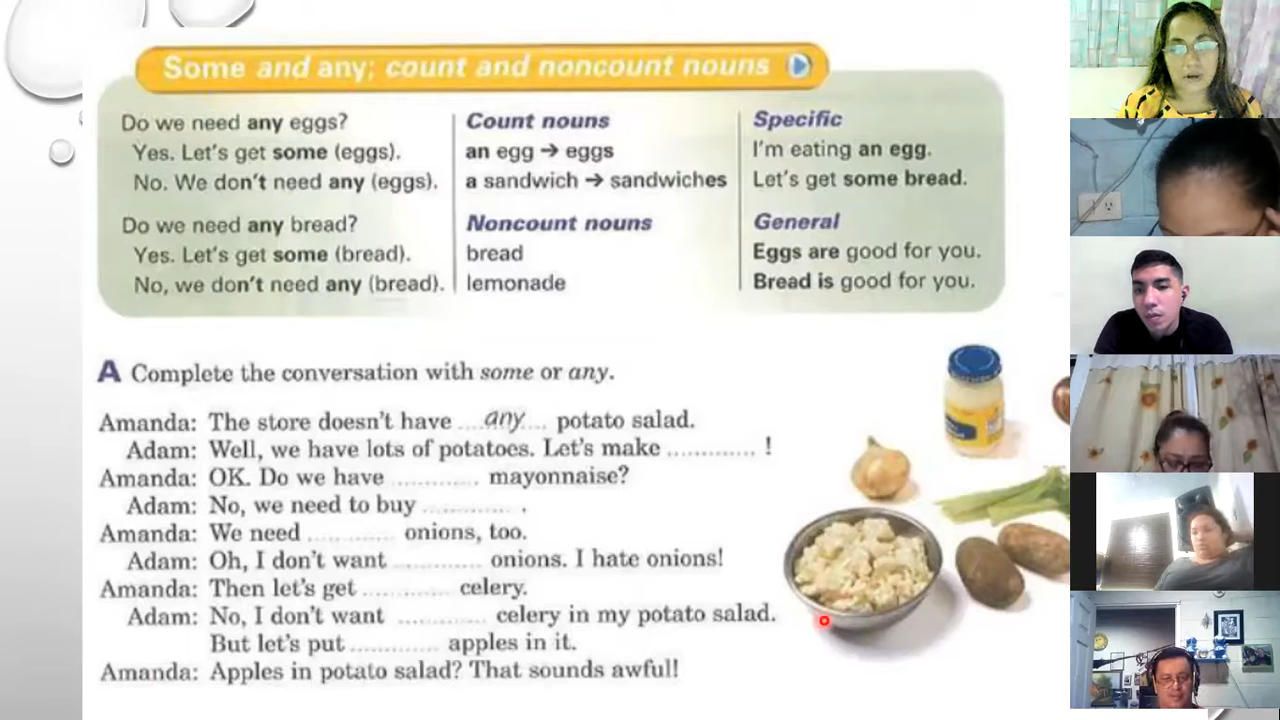 Some and any; count and noncount nouns
Do we need any eggs?
Yes. Let's get some (eggs).
No. We don't need any (eggs).
Do we need any bread?
Yes. Let's get some (bread).
No, we don't need any (bread).
Count nouns
an egg → eggs
a sandwich → sandwiches
Noncount nouns
bread
lemonade
Specific
I'm eating an egg.
Let's get some bread.
General
Eggs are good for you.
Bread is good for you.
A Complete the conversation with some or any.
Amanda: The store doesn't have ....any.... potato salad.
Adam: Well, we have lots of potatoes. Let's make ............. !
Amanda: OK. Do we have ............. mayonnaise?
Adam: No, we need to buy ............. .
Amanda: We need ............. onions, too.
Adam: Oh, I don't want ............. onions. I hate onions!
Amanda: Then let's get ............. celery.
Adam: No, I don't want ............. celery in my potato salad.
But let's put ............. apples in it.
Amanda: Apples in potato salad? That sounds awful!